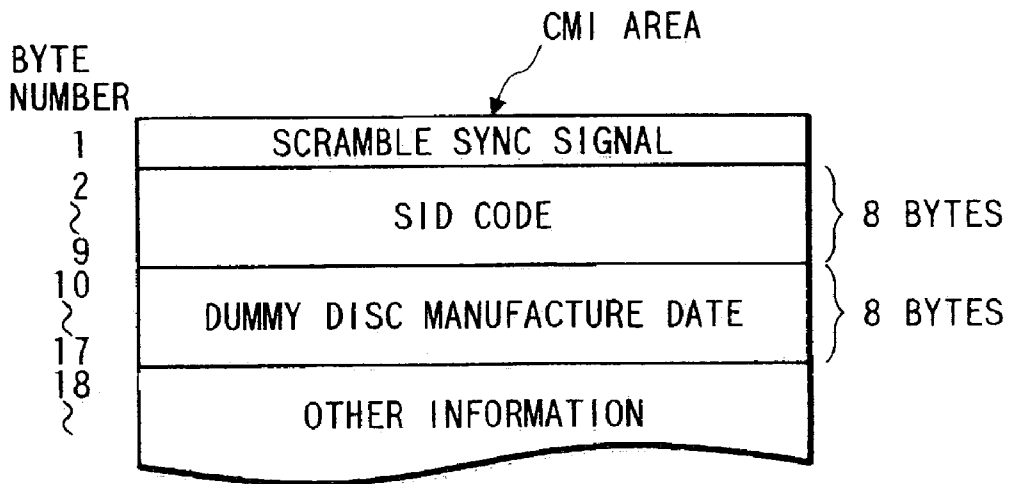 CMI AREA
BYTE
NUMBER
1 SCRAMBLE SYNC SIGNAL
2
~
9
SID CODE
8 BYTES
10
~
17
DUMMY DISC MANUFACTURE DATE
8 BYTES
18
~
OTHER INFORMATION